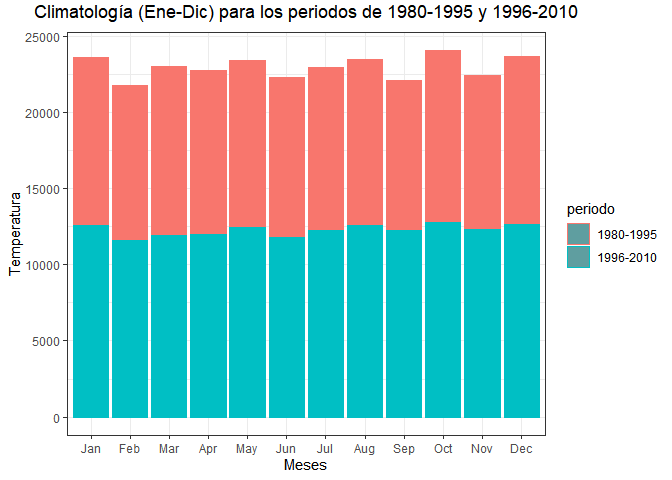 Climatología (Ene-Dic) para los periodos de 1980-1995 y 1996-2010
25000
20000
15000
10000
5000
0
Temperatura
Jan Feb Mar Apr May Jun Jul Aug Sep Oct Nov Dec
Meses
periodo
1980-1995
1996-2010